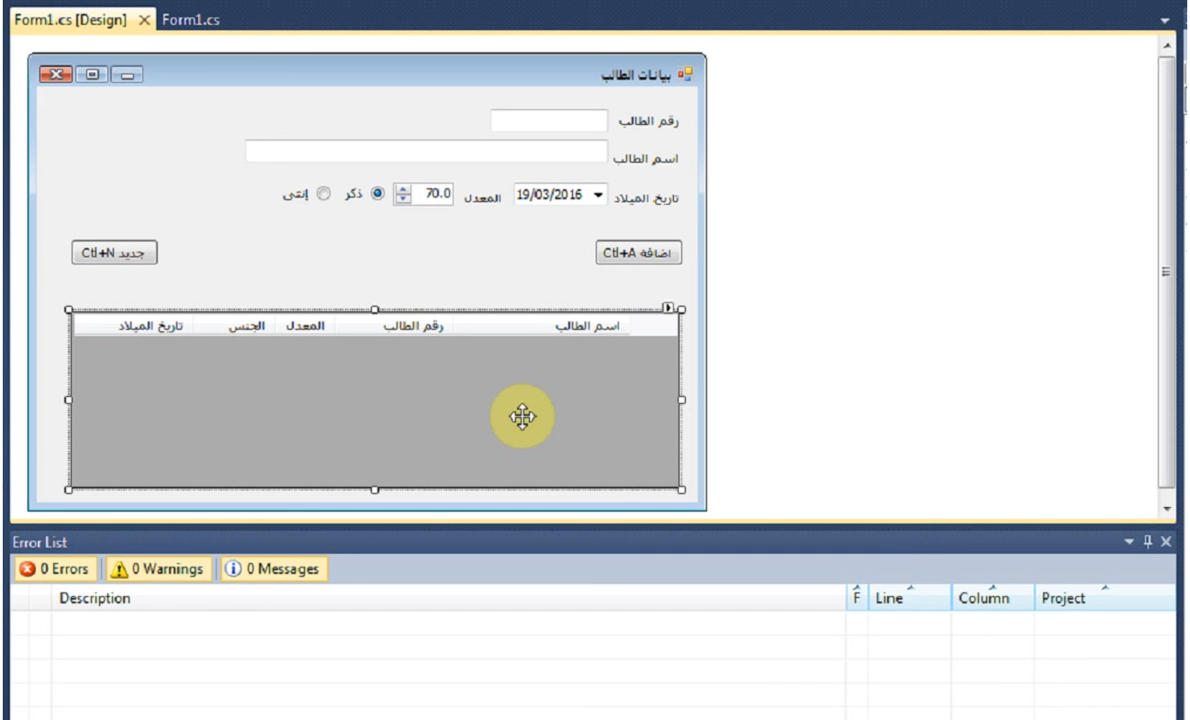 Form1.cs [Design] Form1.cs
بيانات الطالب
رقم الطالب
اسم الطالب
تاريخ الميلاد 19/03/2016 المعدل 70.0 ذكر إنثى
اضافة Ctl+A جديد Ctl+N
اسم الطالب رقم الطالب المعدل الجنس تاريخ الميلاد
Error List
0 Errors 0 Warnings 0 Messages
Description F Line Column Project